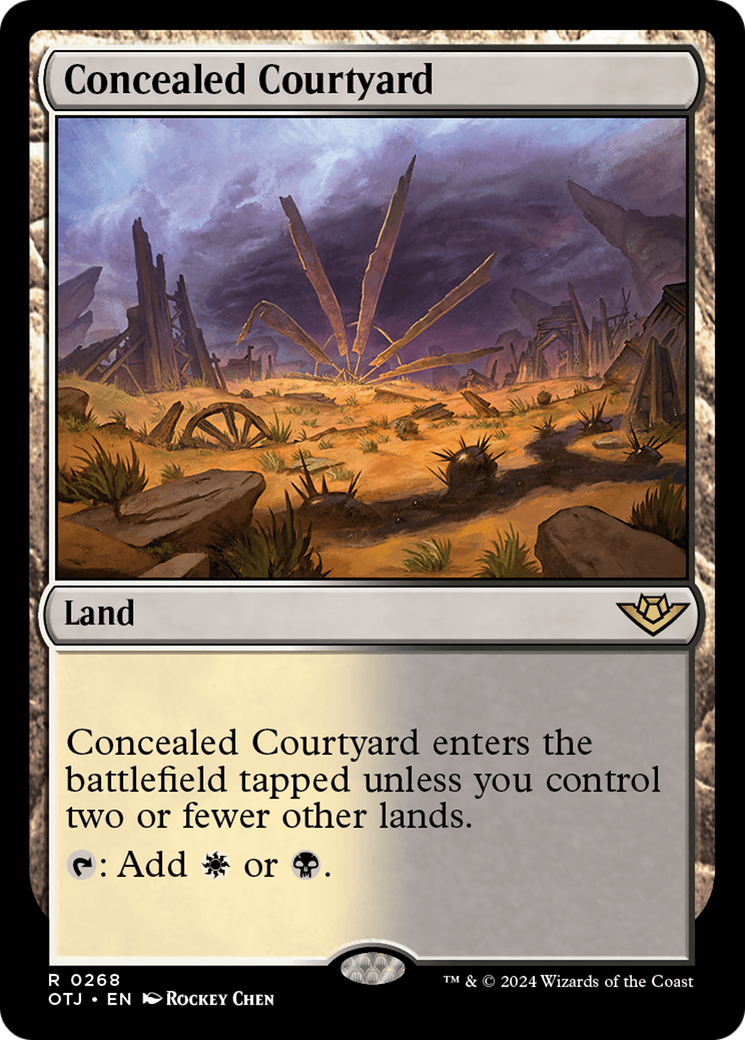 Concealed Courtyard
Land
Concealed Courtyard enters the
battlefield tapped unless you control
two or fewer other lands.
: Add or .
R 0268
OTJ • EN Rockey Chen
™ & © 2024 Wizards of the Coast